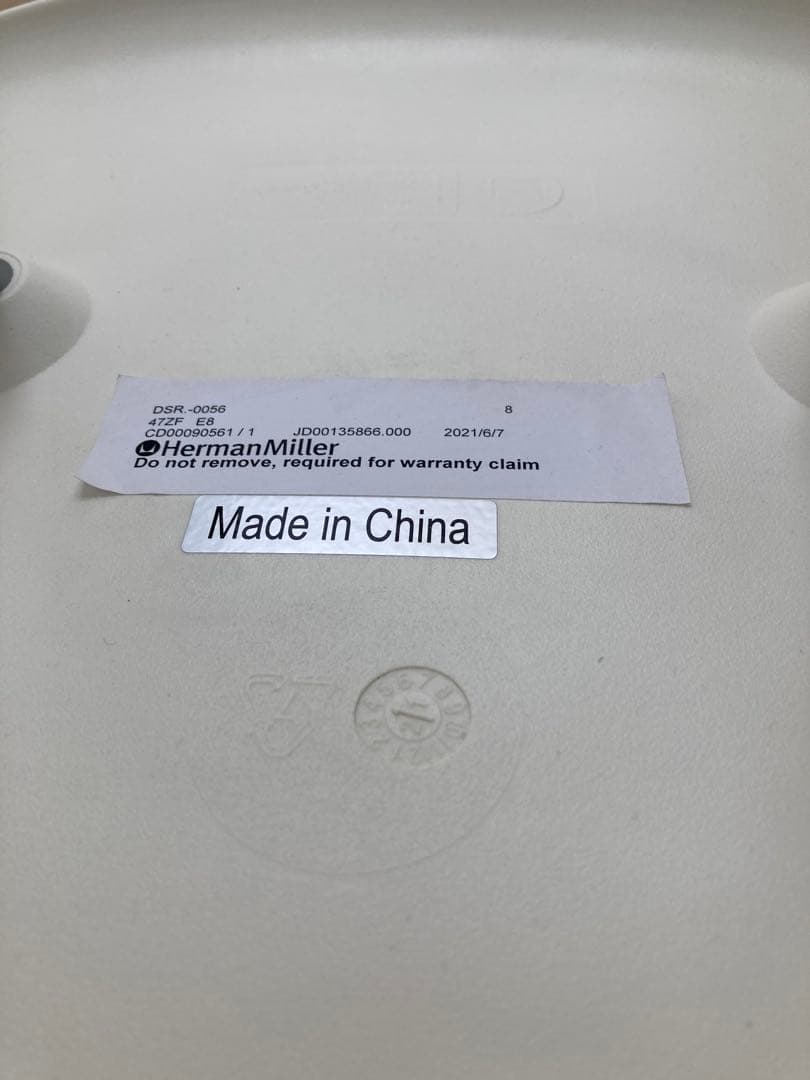 DSR.-0056 8
47ZF E8
CD00090561 / 1 JD00135866.000 2021/6/7
HermanMiller
Do not remove, required for warranty claim
Made in China